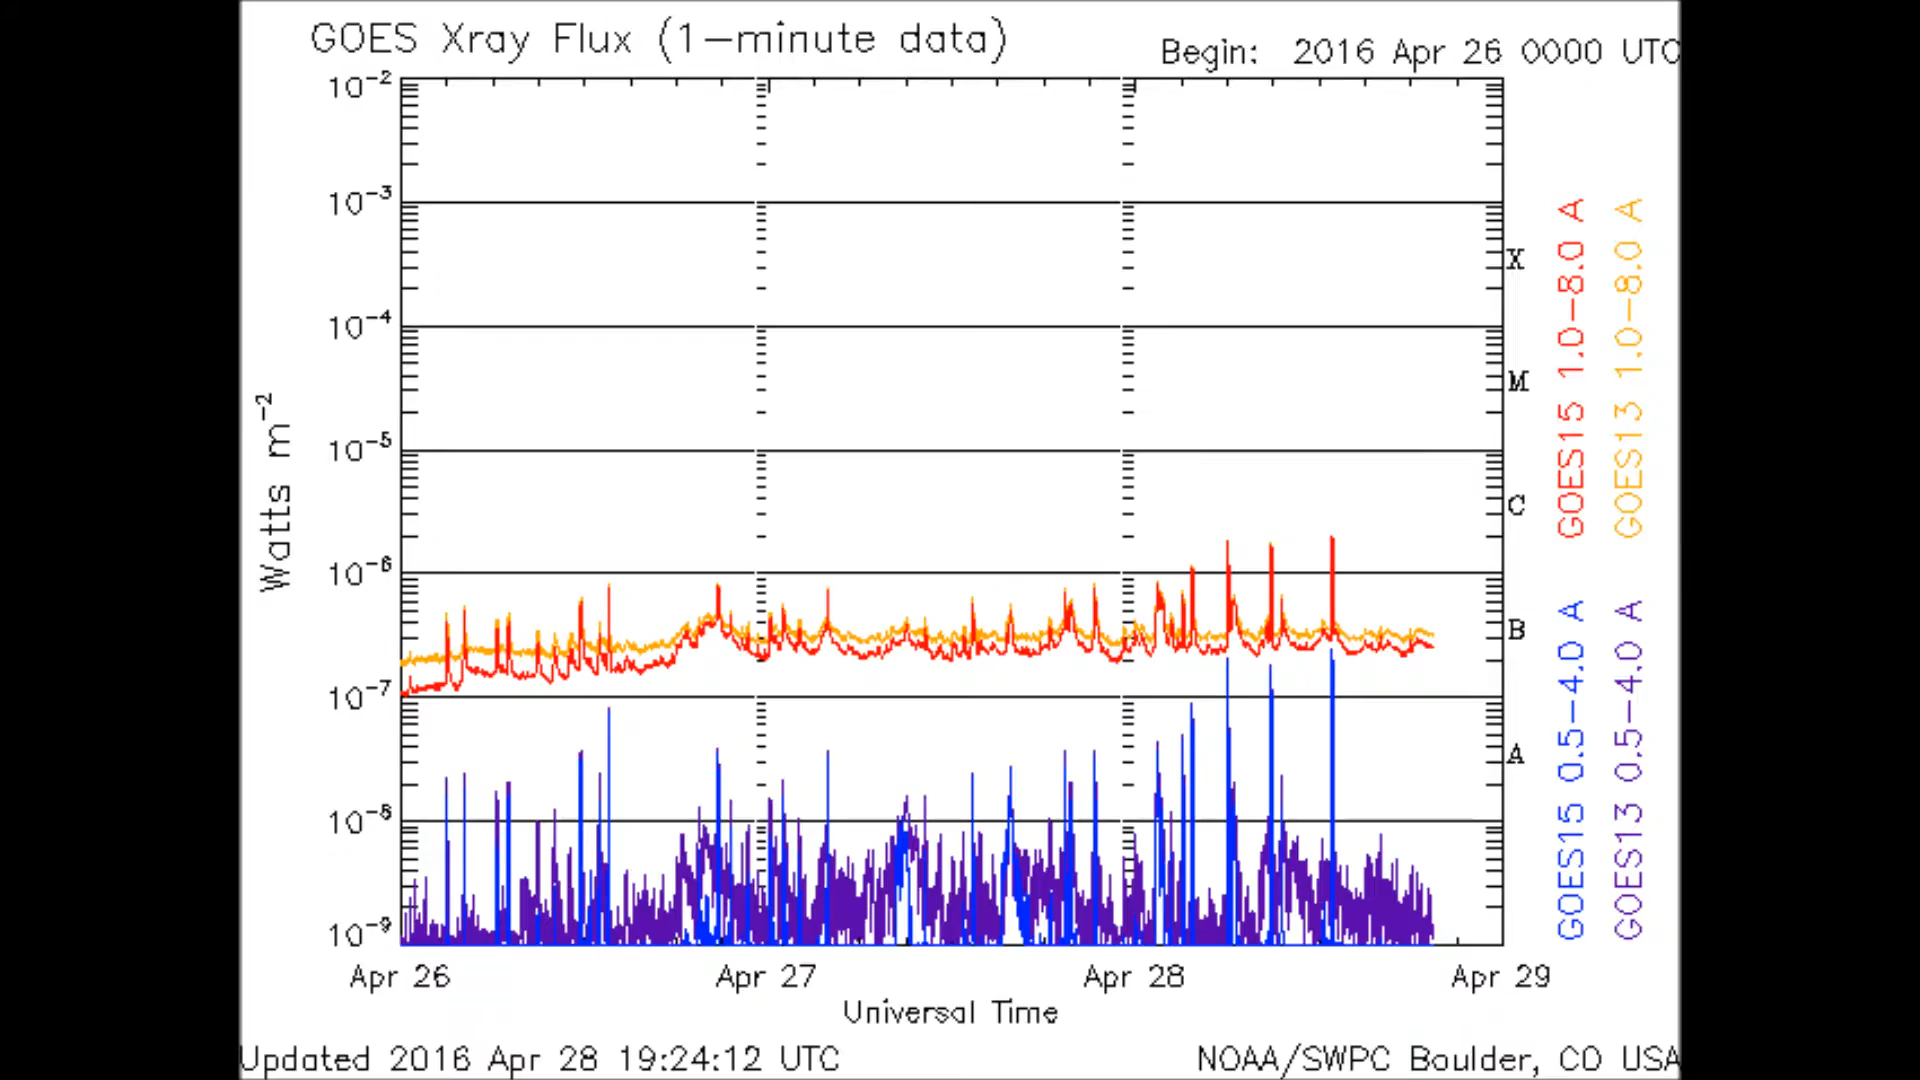 GOES Xray Flux (1-minute data)
Begin: 2016 Apr 26 0000 UTC
10⁻²
10⁻³
10⁻⁴
10⁻⁵
10⁻⁶
10⁻⁷
10⁻⁸
10⁻⁹
Watts m⁻²
X
M
C
B
A
GOES15 1.0-8.0 A
GOES13 1.0-8.0 A
GOES15 0.5-4.0 A
GOES13 0.5-4.0 A
Apr 26
Apr 27
Apr 28
Apr 29
Universal Time
Updated 2016 Apr 28 19:24:12 UTC
NOAA/SWPC Boulder, CO USA